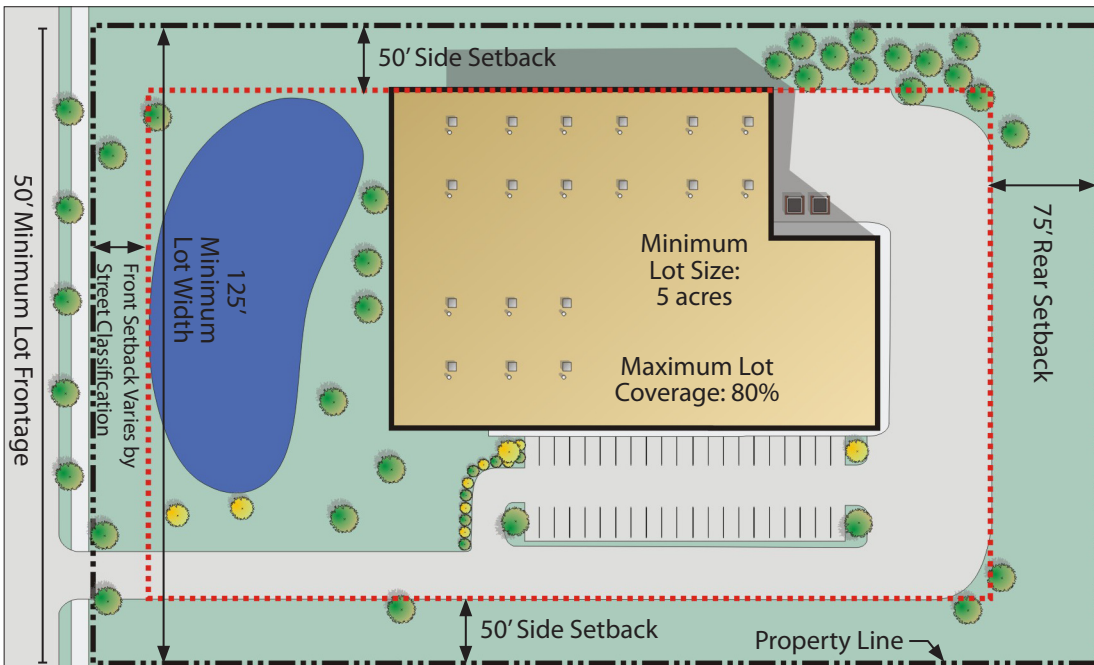 50’ Side Setback
50’ Minimum Lot Frontage
Front Setback Varies by
Street Classification
125’
Minimum
Lot Width
Minimum
Lot Size:
5 acres
Maximum Lot
Coverage: 80%
75’ Rear Setback
50’ Side Setback
Property Line